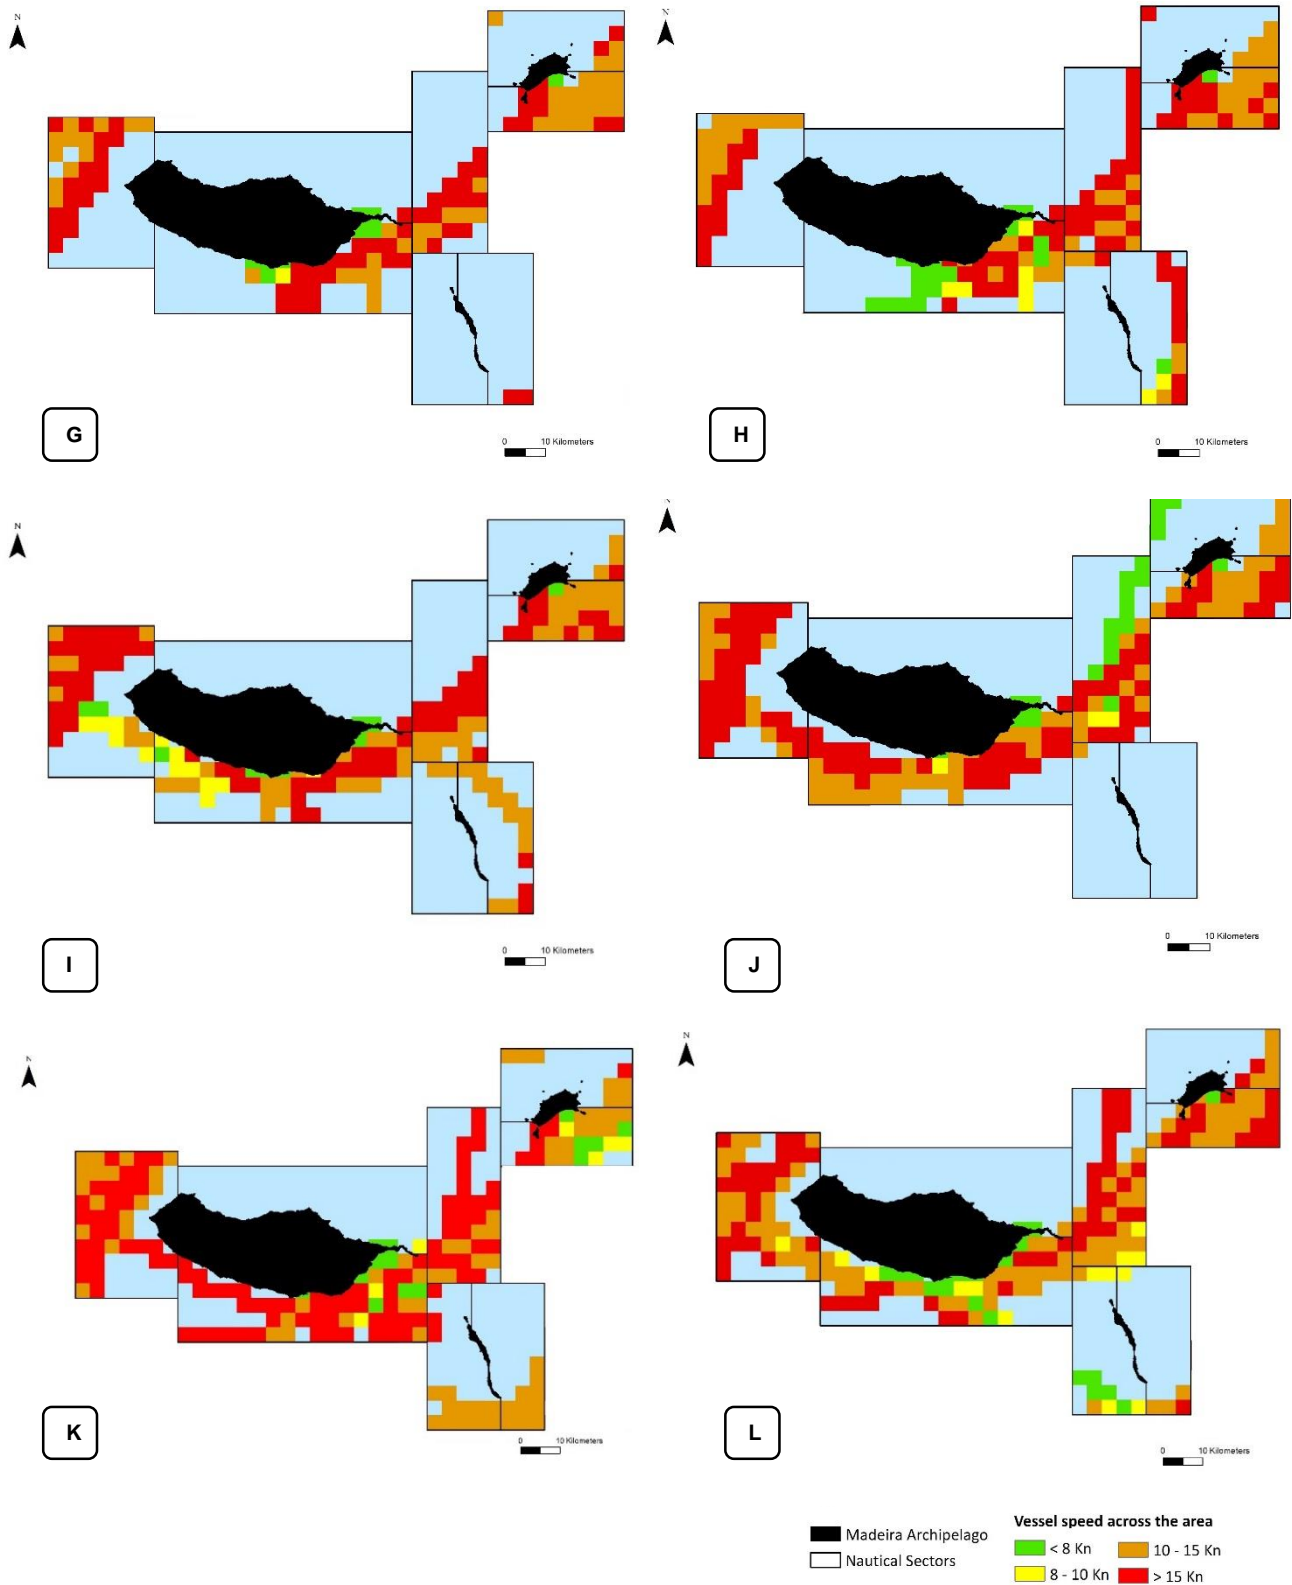 N
N
0 10 Kilometers
G
0 10 Kilometers
H
N
N
0 10 Kilometers
I
0 10 Kilometers
J
N
N
0 10 Kilometers
K
0 10 Kilometers
L
Vessel speed across the area
Madeira Archipelago
< 8 Kn
10 - 15 Kn
Nautical Sectors
8 - 10 Kn
> 15 Kn